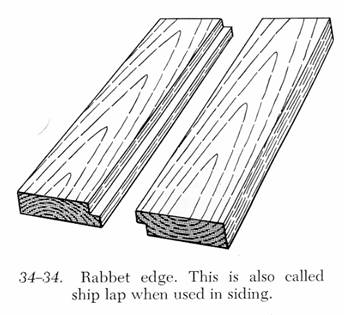 34–34. Rabbet edge. This is also called
ship lap when used in siding.